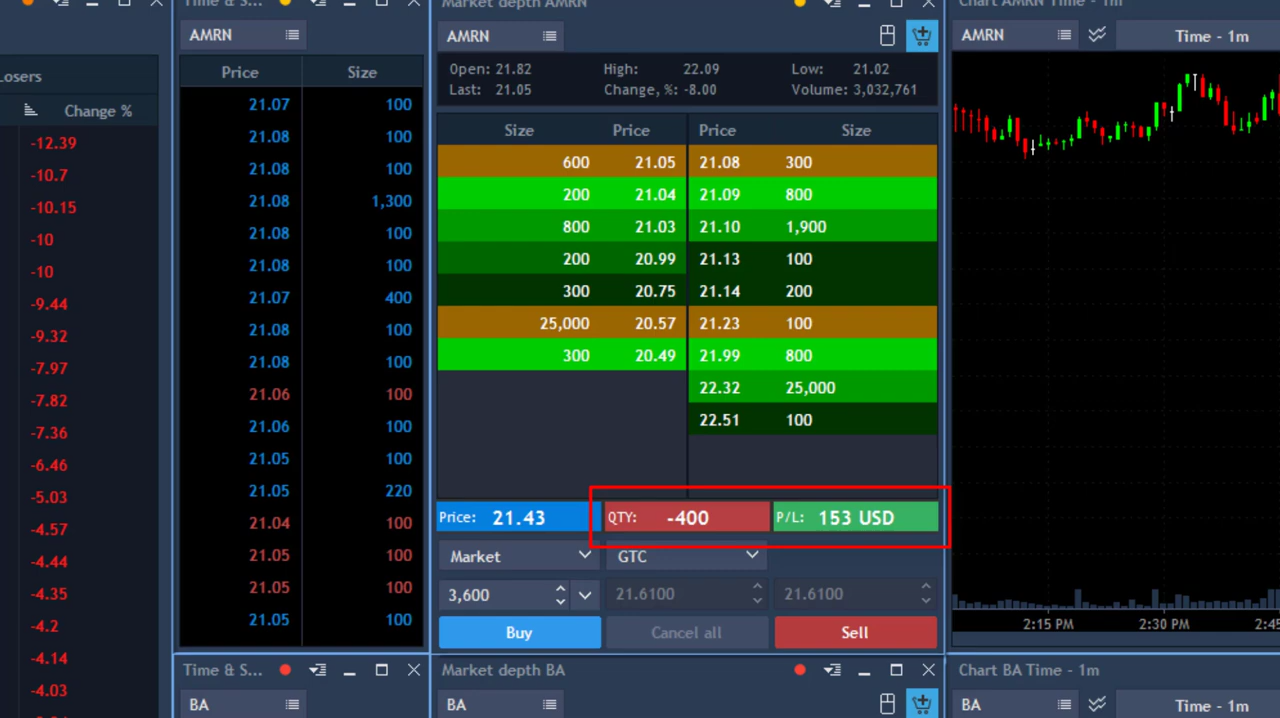 Losers
Change %
-12.39
-10.7
-10.15
-10
-10
-9.44
-9.32
-7.97
-7.82
-7.36
-6.46
-5.03
-4.57
-4.44
-4.35
-4.2
-4.14
-4.03
Time & S...
AMRN
Price Size
21.07 100
21.08 100
21.08 100
21.08 1,300
21.08 100
21.08 100
21.07 400
21.08 100
21.08 100
21.06 100
21.06 100
21.05 100
21.05 220
21.04 100
21.05 100
21.05 100
21.05 100
Time & S...
BA
Market depth AMRN
AMRN
Open: 21.82 High: 22.09 Low: 21.02
Last: 21.05 Change, %: -8.00 Volume: 3,032,761
Size Price Price Size
600 21.05 21.08 300
200 21.04 21.09 800
800 21.03 21.10 1,900
200 20.99 21.13 100
300 20.75 21.14 200
25,000 20.57 21.23 100
300 20.49 21.99 800
22.32 25,000
22.51 100
Price: 21.43 QTY: -400 P/L: 153 USD
Market GTC
3,600 21.6100 21.6100
Buy Cancel all Sell
Market depth BA
BA
Chart AMRN Time - 1m
AMRN Time - 1m
2:15 PM 2:30 PM
Chart BA Time - 1m
BA Time - 1m